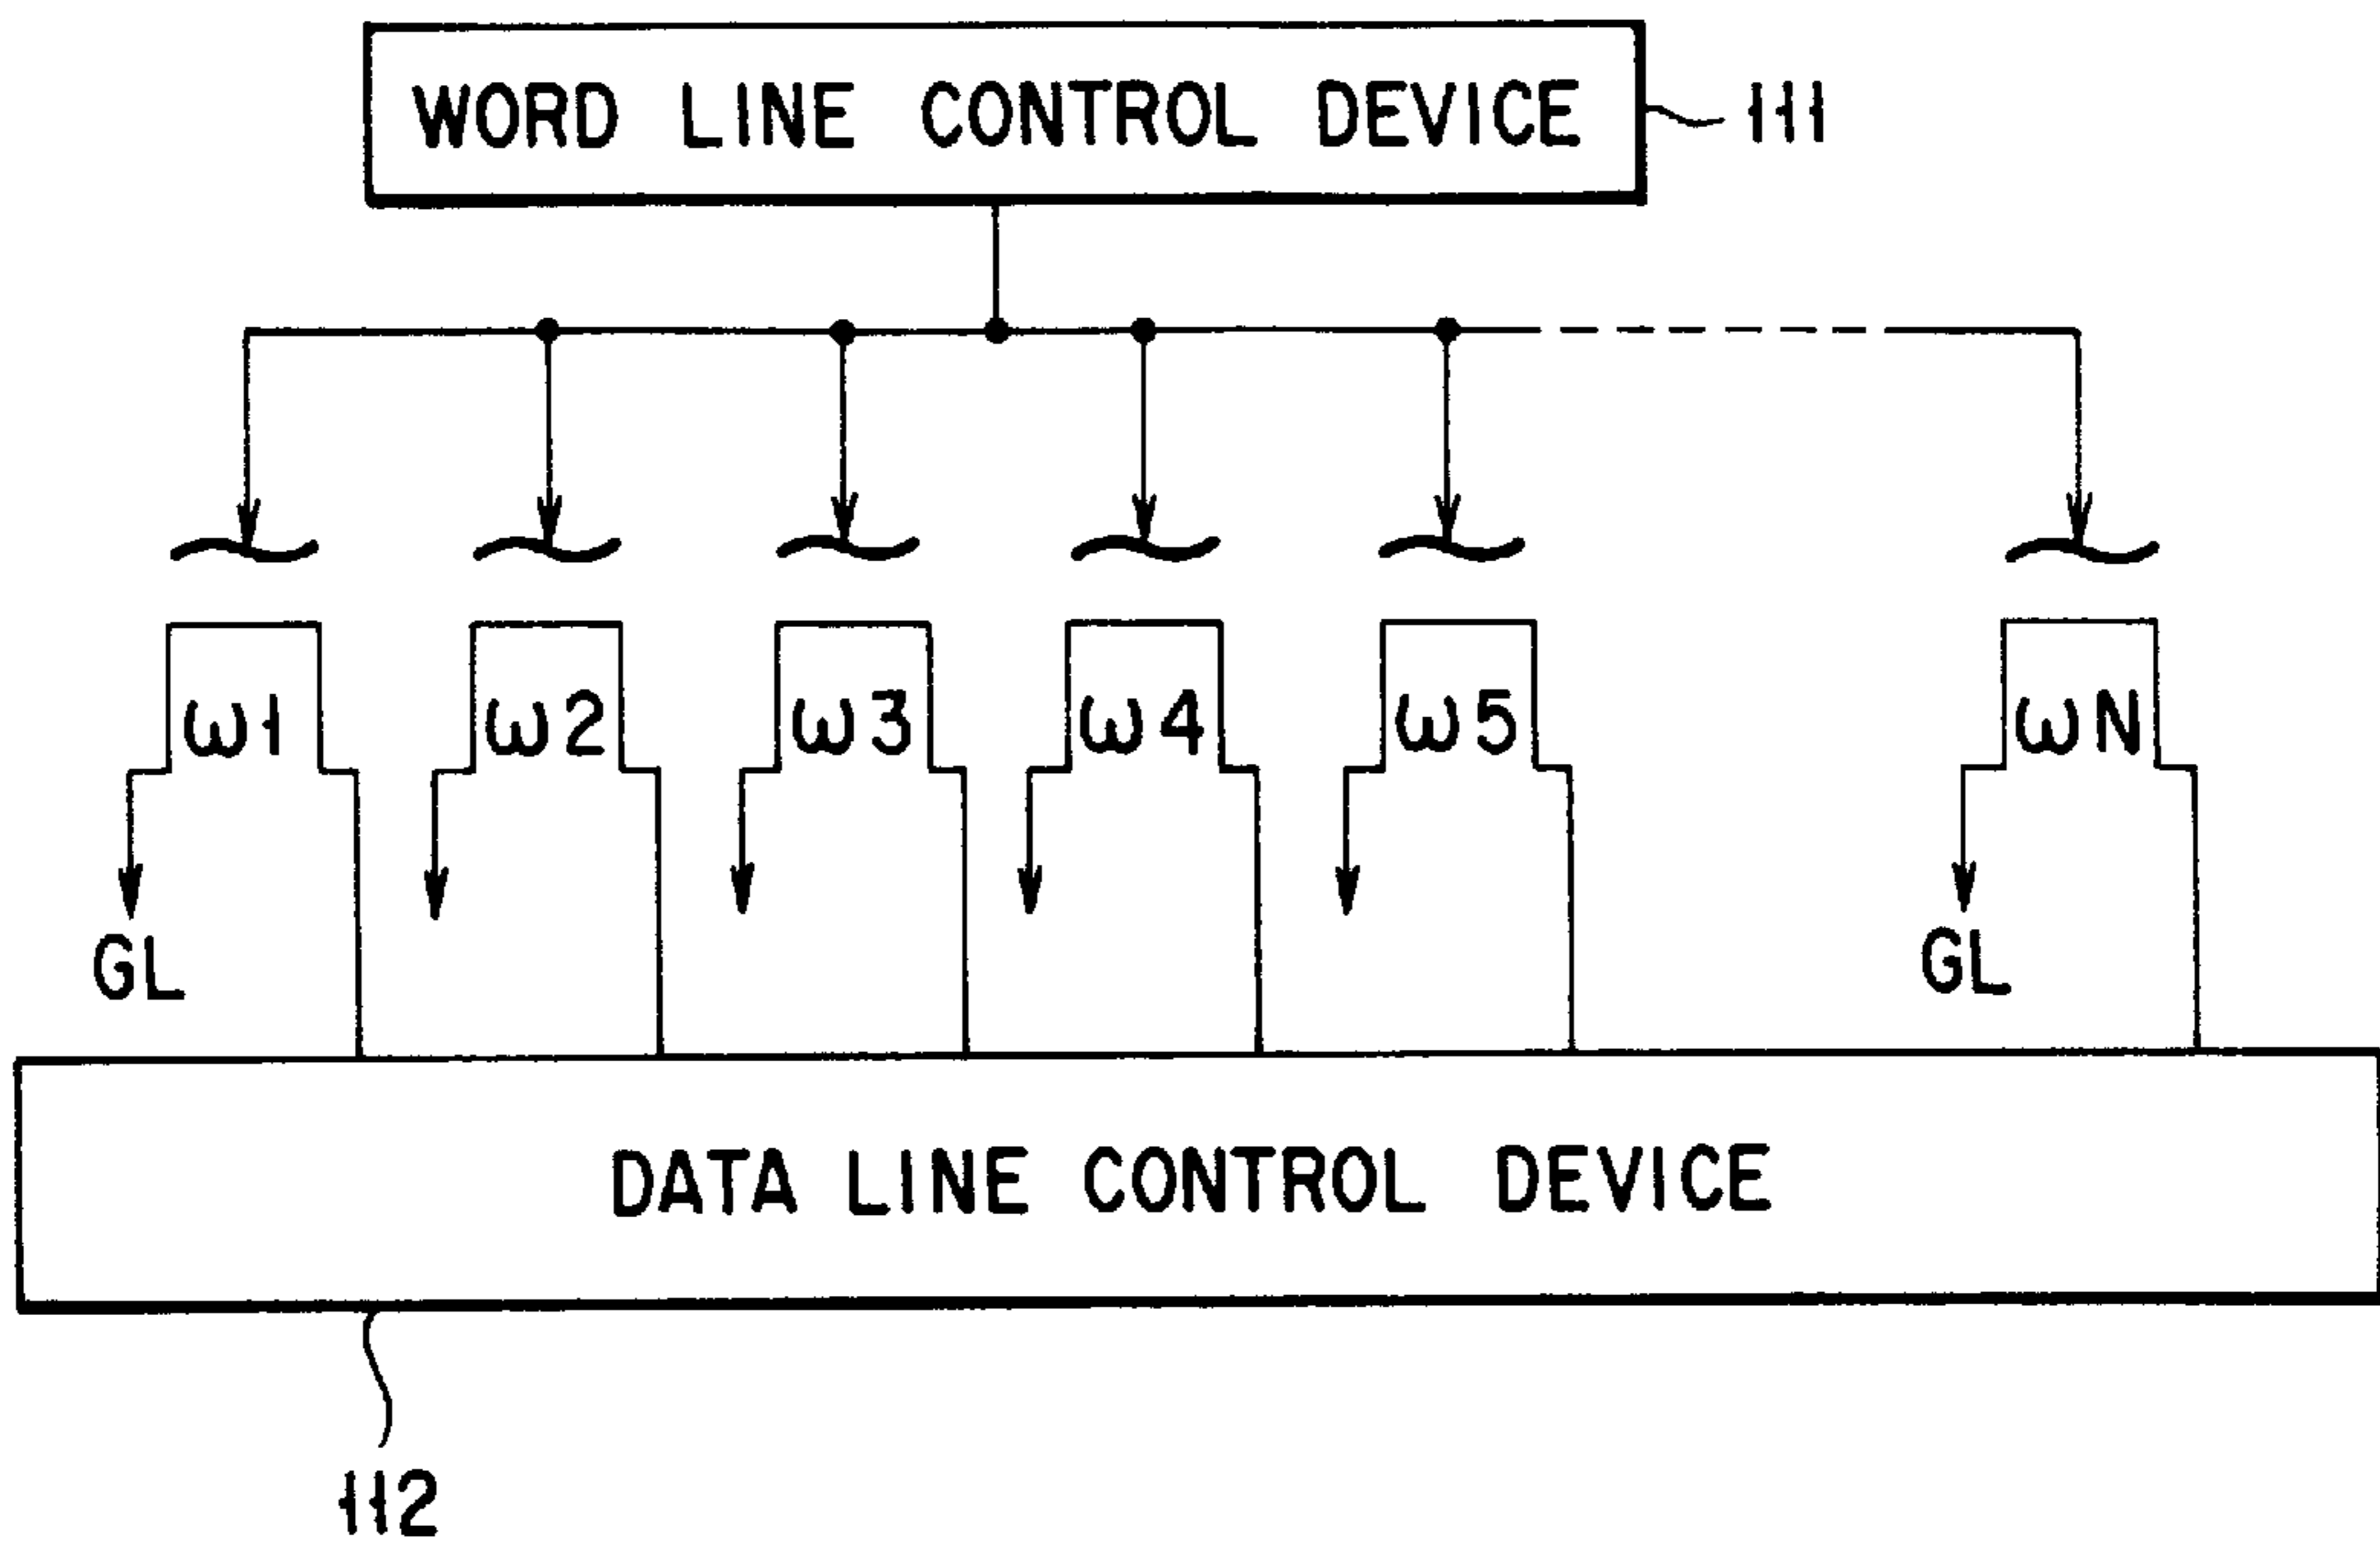 WORD LINE CONTROL DEVICE 111
ω1 ω2 ω3 ω4 ω5 ωN
GL GL
DATA LINE CONTROL DEVICE
112